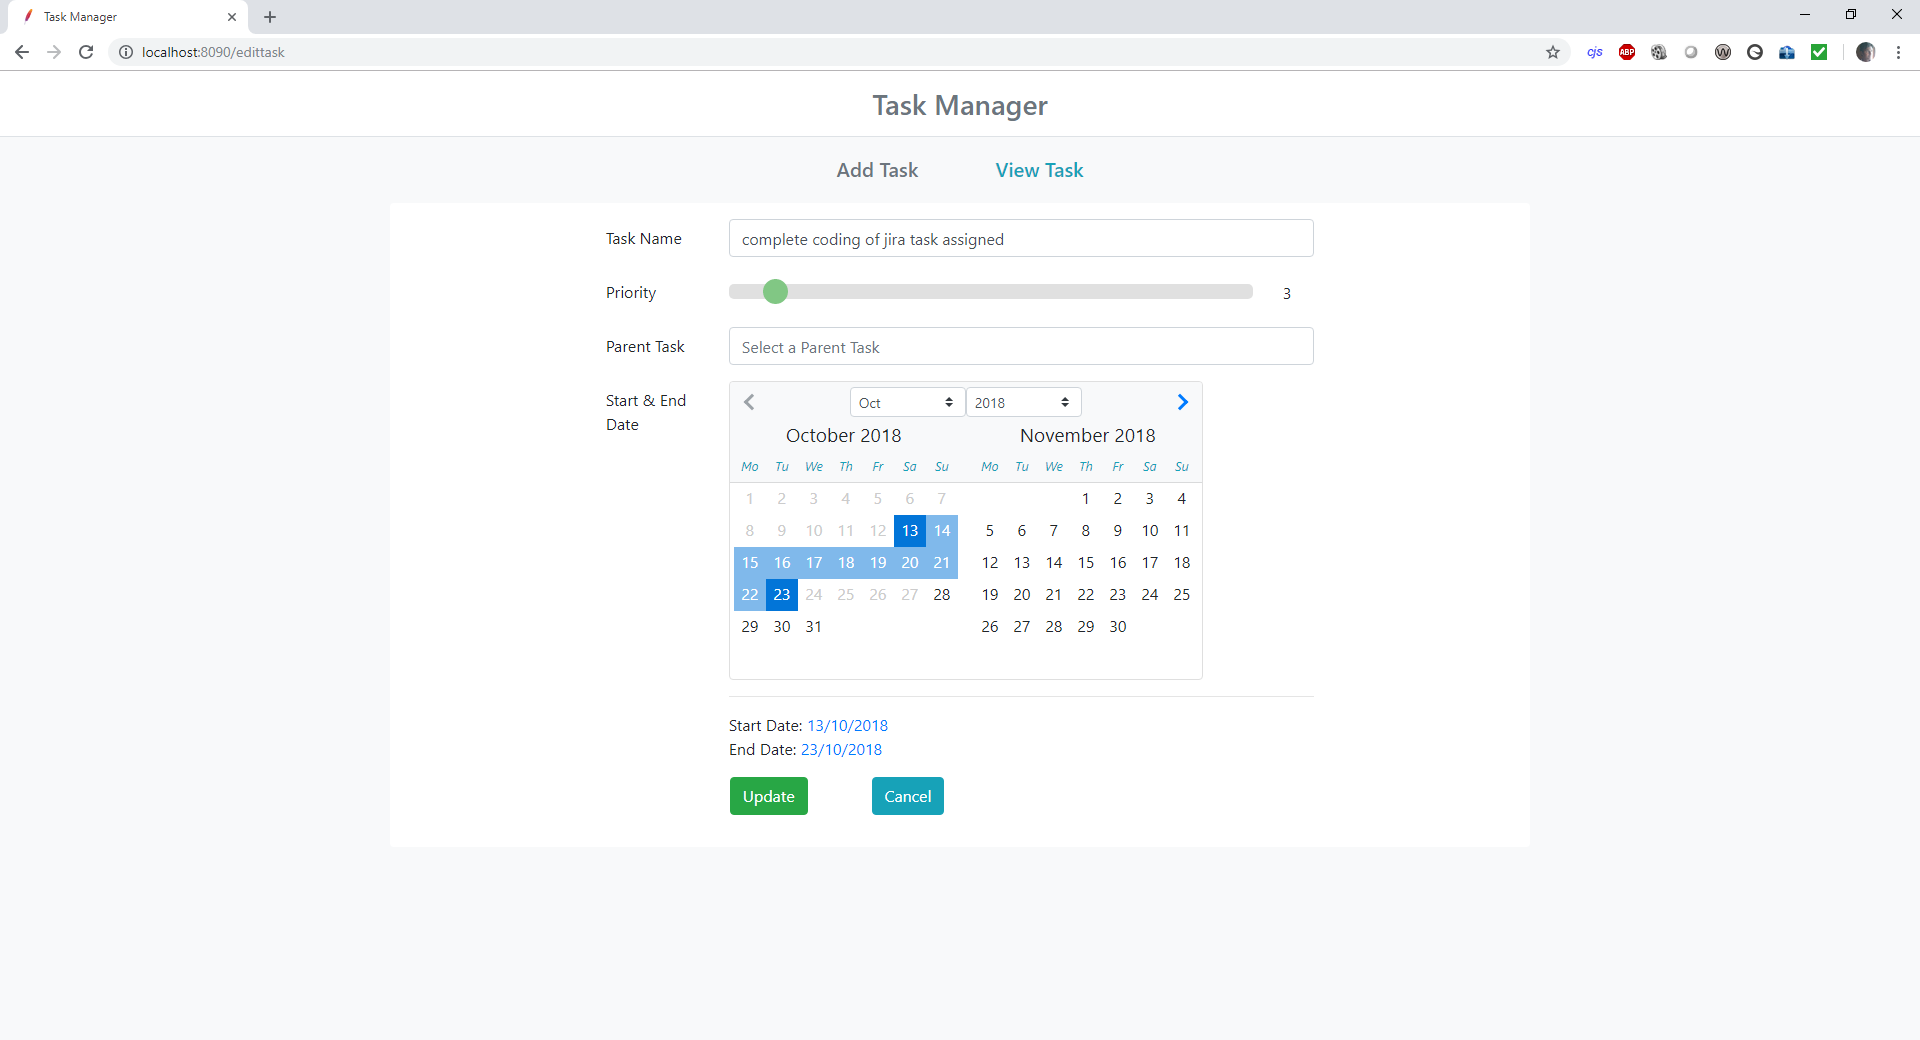 Task Manager
localhost:8090/edittask
cjs
ABP
Task Manager
Add Task View Task
Task Name complete coding of jira task assigned
Priority 3
Parent Task Select a Parent Task
Start & End
Date
Oct 2018
October 2018 November 2018
Mo Tu We Th Fr Sa Su Mo Tu We Th Fr Sa Su
1 2 3 4 5 6 7 1 2 3 4
8 9 10 11 12 13 14 5 6 7 8 9 10 11
15 16 17 18 19 20 21 12 13 14 15 16 17 18
22 23 24 25 26 27 28 19 20 21 22 23 24 25
29 30 31 26 27 28 29 30
Start Date: 13/10/2018
End Date: 23/10/2018
Update Cancel